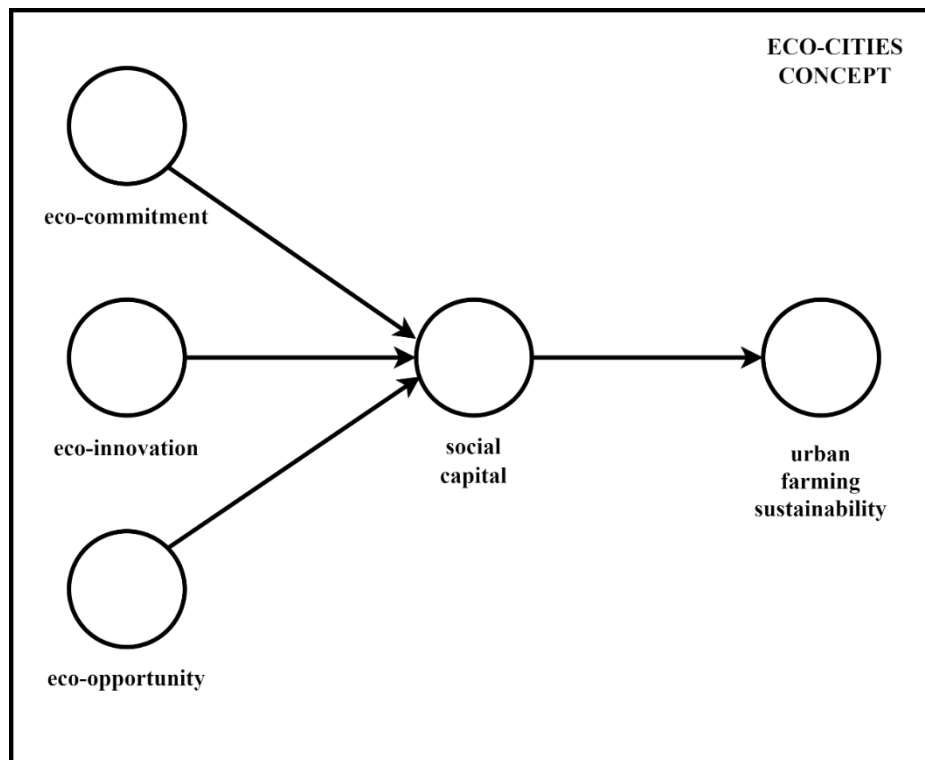 ECO-CITIES
CONCEPT
eco-commitment
eco-innovation
social
capital
urban
farming
sustainability
eco-opportunity